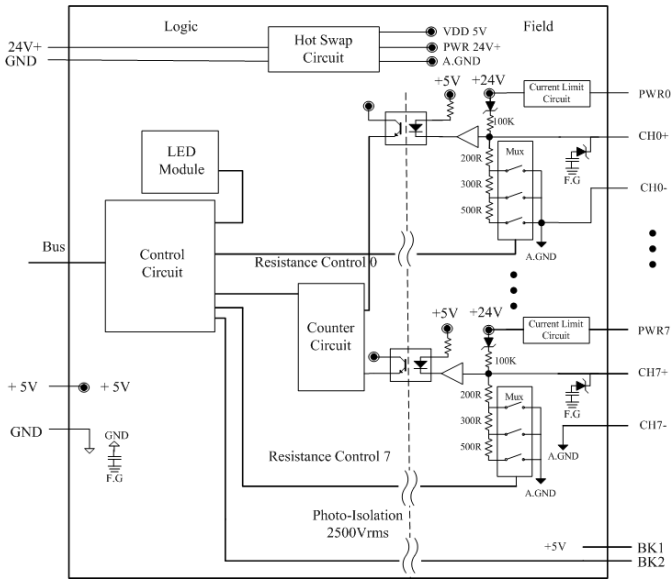 Logic
Field
24V+
GND
Hot Swap
Circuit
VDD 5V
PWR 24V+
A.GND
+5V
+24V
Current Limit
Circuit
PWR0
100K
CH0+
LED
Module
200R
Mux
F.G
300R
CH0-
500R
Bus
Control
Circuit
A.GND
Resistance Control 0
+5V
+24V
Counter
Circuit
Current Limit
Circuit
PWR7
100K
CH7+
+ 5V
+ 5V
200R
Mux
F.G
300R
CH7-
GND
GND
500R
A.GND
F.G
Resistance Control 7
A.GND
Photo-Isolation
2500Vrms
+5V
BK1
BK2